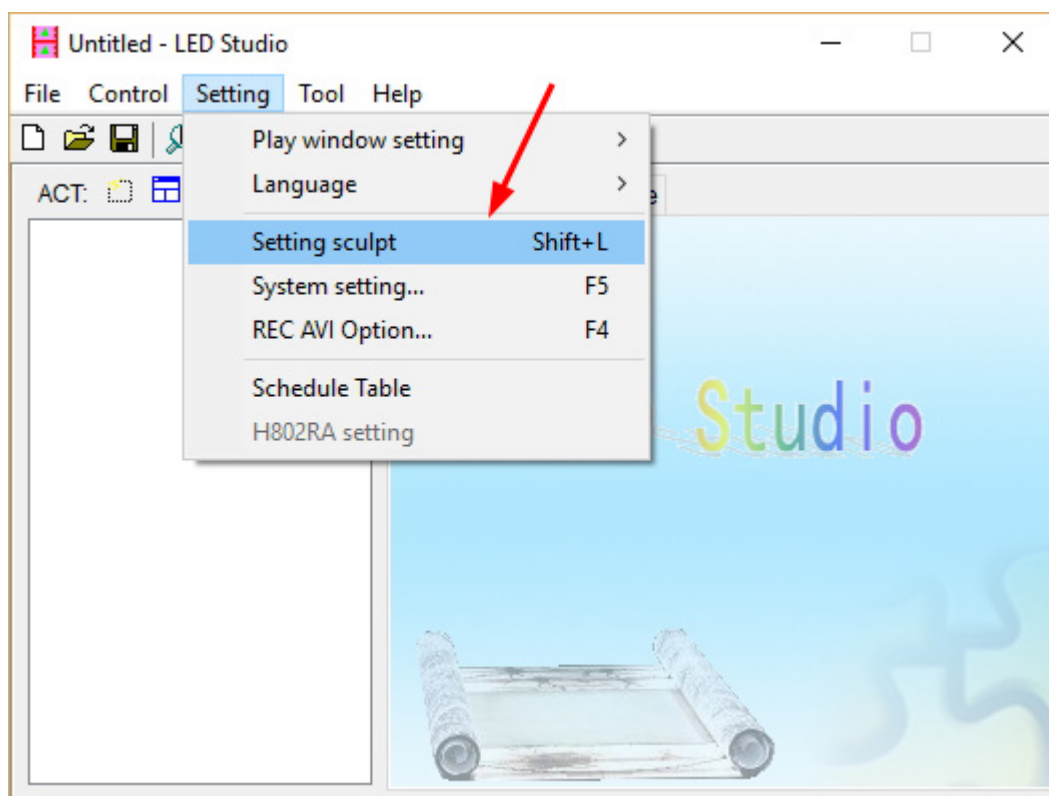 Untitled - LED Studio
File Control Setting Tool Help
Play window setting
ACT:
Language
Setting sculpt Shift+L
System setting... F5
REC AVI Option... F4
Schedule Table
H802RA setting
Studio